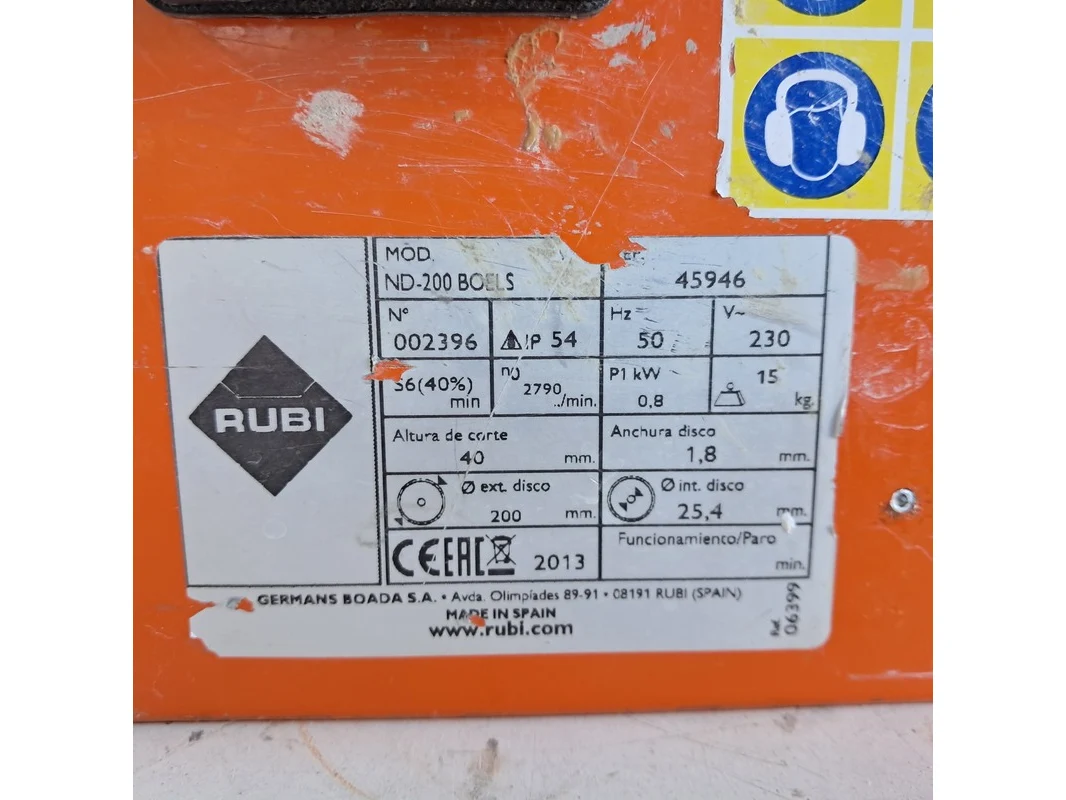 MOD.
ND-200 BOELS
45946
Nº
002396
IP 54
Hz
50
V~
230
S6(40%)
min
n0
2790
./min.
P1 kW
0,8
15
kg.
Altura de corte
40 mm.
Anchura disco
1,8 mm.
Ø ext. disco
200 mm.
Ø int. disco
25,4 mm.
CE EAC 2013
Funcionamiento/Paro
min.
RUBI
GERMANS BOADA S.A. • Avda. Olimpíades 89-91 • 08191 RUBI (SPAIN)
MADE IN SPAIN
www.rubi.com
Ref. 06399